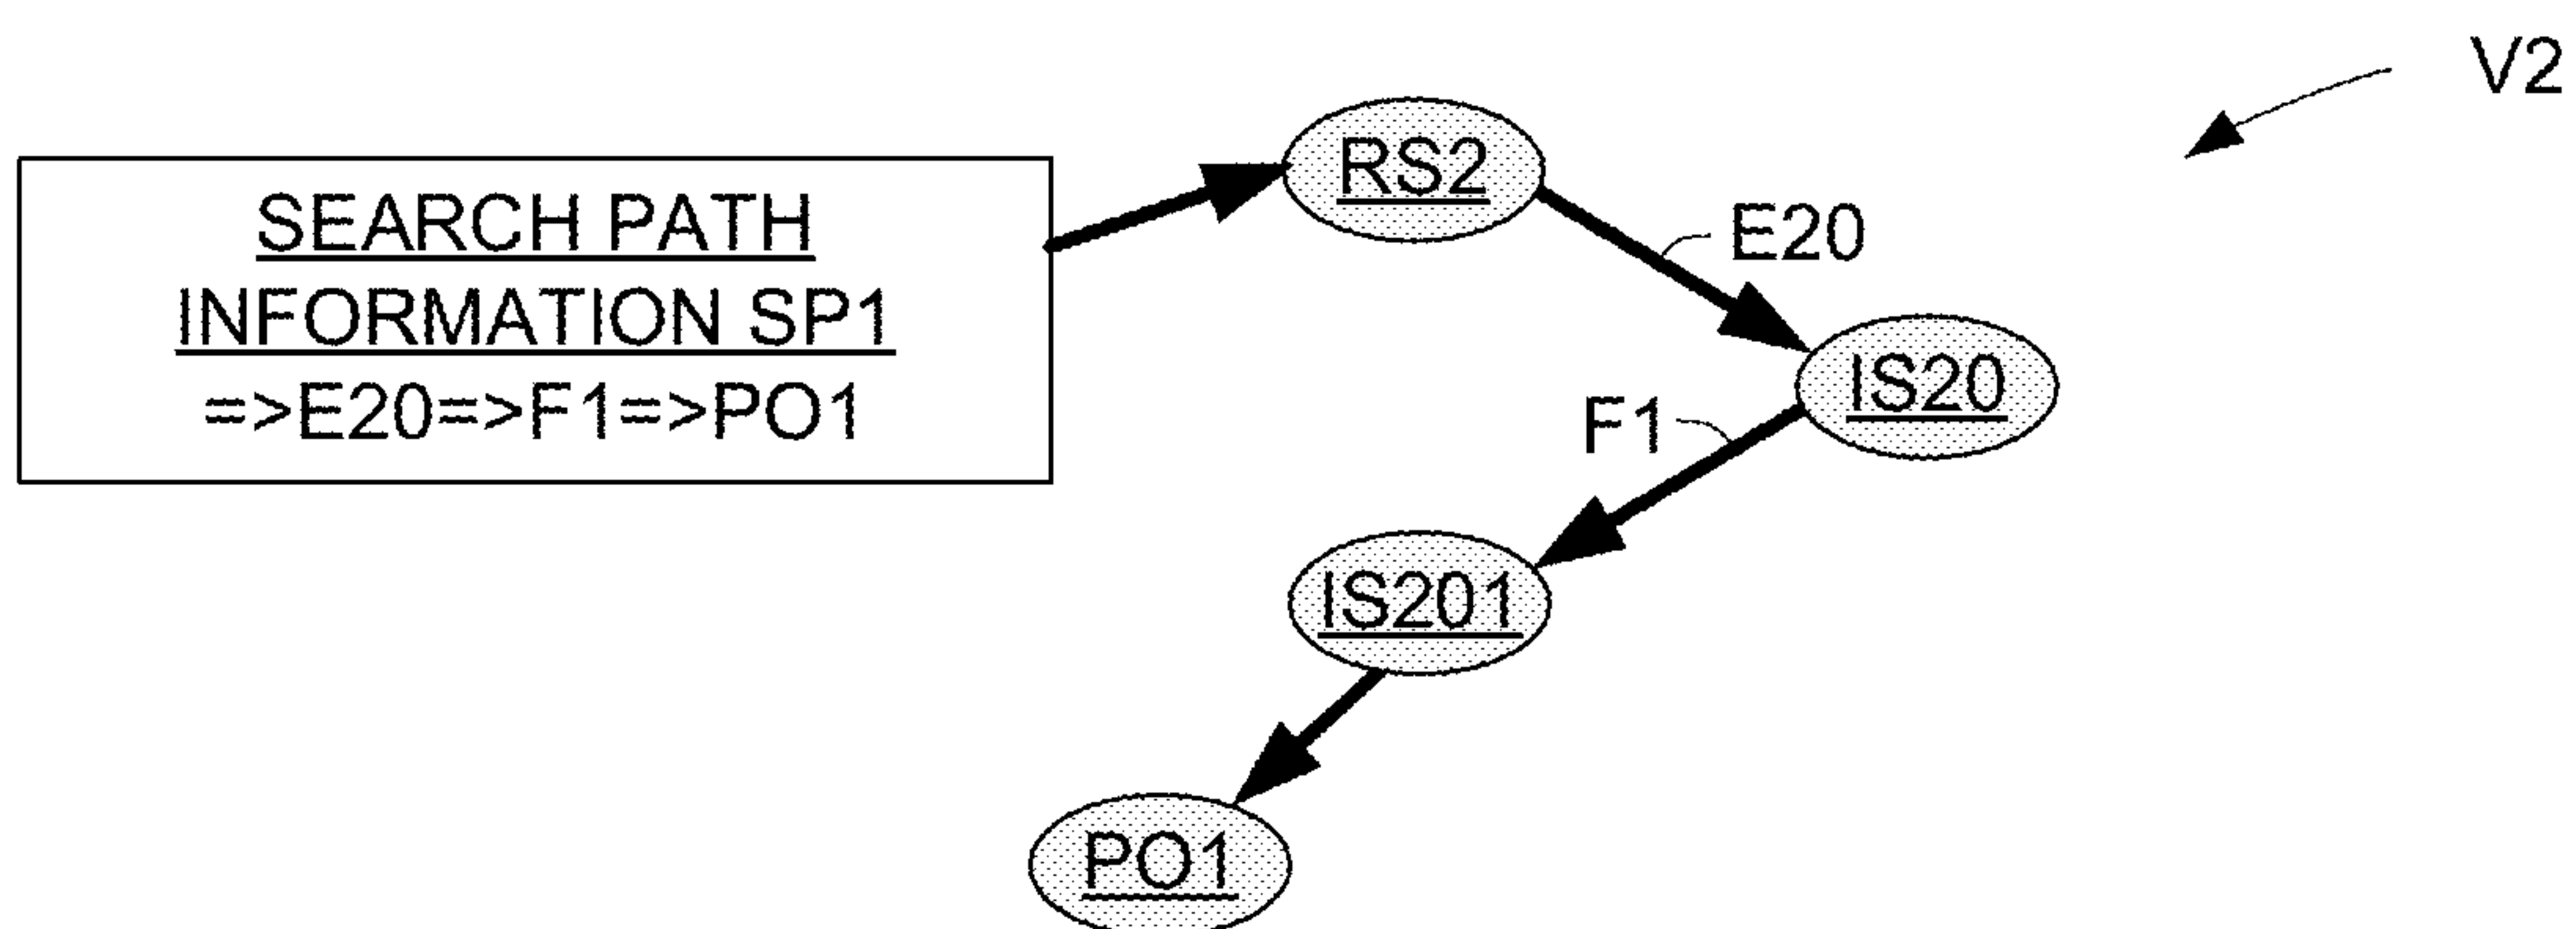 V2
SEARCH PATH
INFORMATION SP1
=>E20=>F1=>PO1
RS2
E20
IS20
F1
IS201
PO1